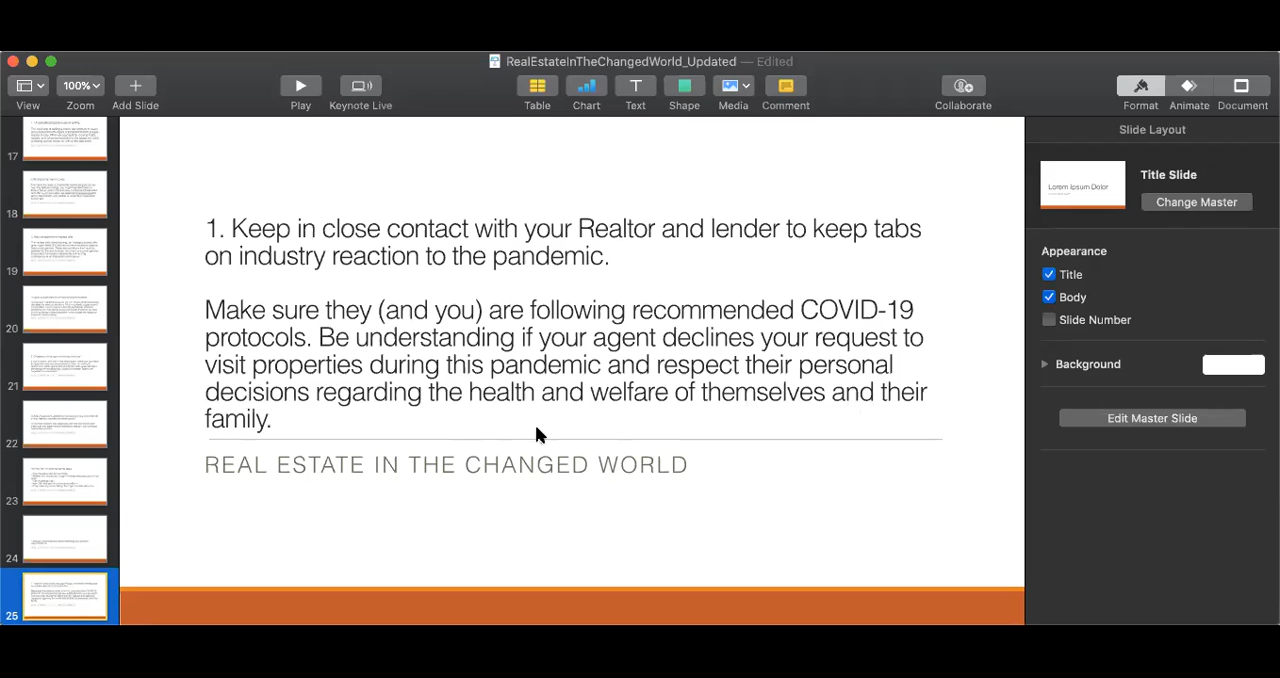 RealEstateInTheChangedWorld_Updated — Edited
100%
View
Zoom
Add Slide
Play
Keynote Live
Table
Chart
Text
Shape
Media
Comment
Collaborate
Format
Animate
Document
17
18
19
20
21
22
23
24
25
1. Keep in close contact with your Realtor and lender to keep tabs
on industry reaction to the pandemic.
Make sure they (and you) are following recommended COVID-19
protocols. Be understanding if your agent declines your request to
visit properties during this pandemic and respect their personal
decisions regarding the health and welfare of themselves and their
family.
REAL ESTATE IN THE CHANGED WORLD
Slide Layout
Lorem Ipsum Dolor
Title Slide
Change Master
Appearance
Title
Body
Slide Number
Background
Edit Master Slide